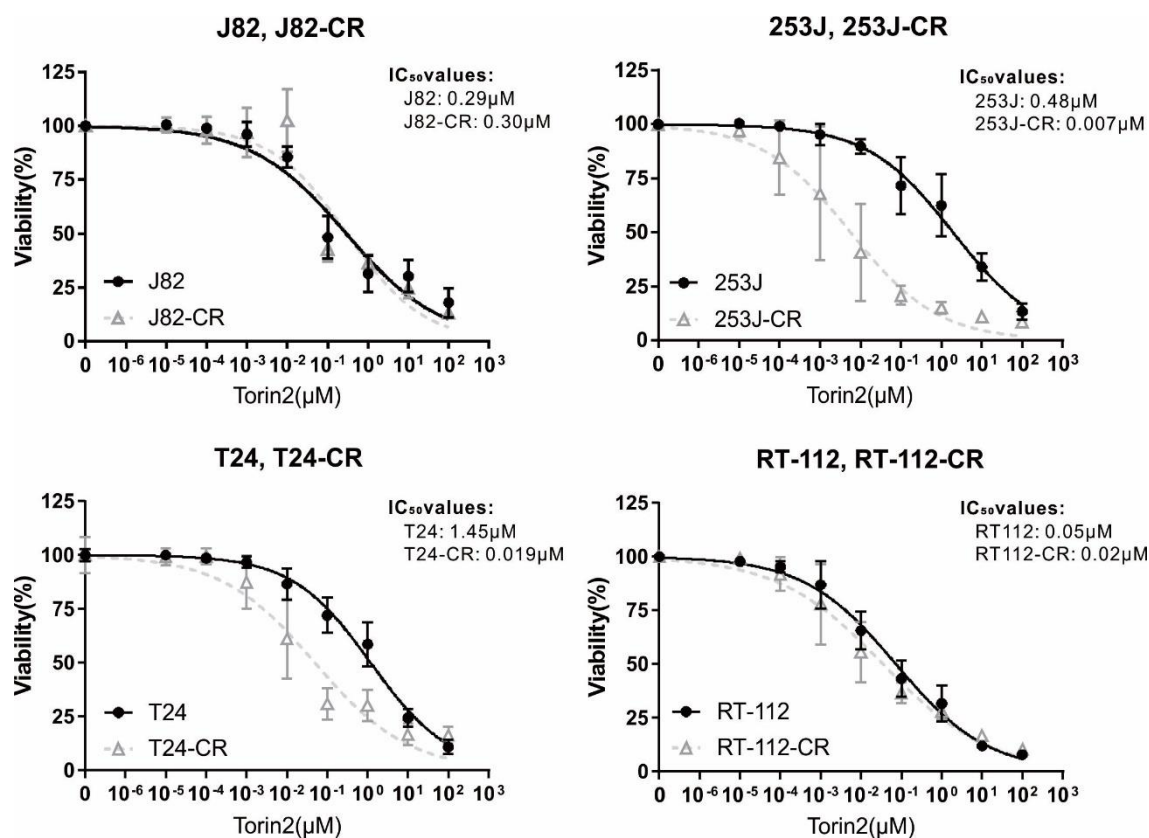 J82, J82-CR
IC₅₀values:
J82: 0.29µM
J82-CR: 0.30µM
125
100
75
50
25
0
Viability(%)
J82
J82-CR
0 10⁻⁶ 10⁻⁵ 10⁻⁴ 10⁻³ 10⁻² 10⁻¹ 10⁰ 10¹ 10² 10³
Torin2(µM)
253J, 253J-CR
IC₅₀values:
253J: 0.48µM
253J-CR: 0.007µM
125
100
75
50
25
0
Viability(%)
253J
253J-CR
0 10⁻⁶ 10⁻⁵ 10⁻⁴ 10⁻³ 10⁻² 10⁻¹ 10⁰ 10¹ 10² 10³
Torin2(µM)
T24, T24-CR
IC₅₀values:
T24: 1.45µM
T24-CR: 0.019µM
125
100
75
50
25
0
Viability(%)
T24
T24-CR
0 10⁻⁶ 10⁻⁵ 10⁻⁴ 10⁻³ 10⁻² 10⁻¹ 10⁰ 10¹ 10² 10³
Torin2(µM)
RT-112, RT-112-CR
IC₅₀values:
RT112: 0.05µM
RT112-CR: 0.02µM
125
100
75
50
25
0
Viability(%)
RT-112
RT-112-CR
0 10⁻⁶ 10⁻⁵ 10⁻⁴ 10⁻³ 10⁻² 10⁻¹ 10⁰ 10¹ 10² 10³
Torin2(µM)